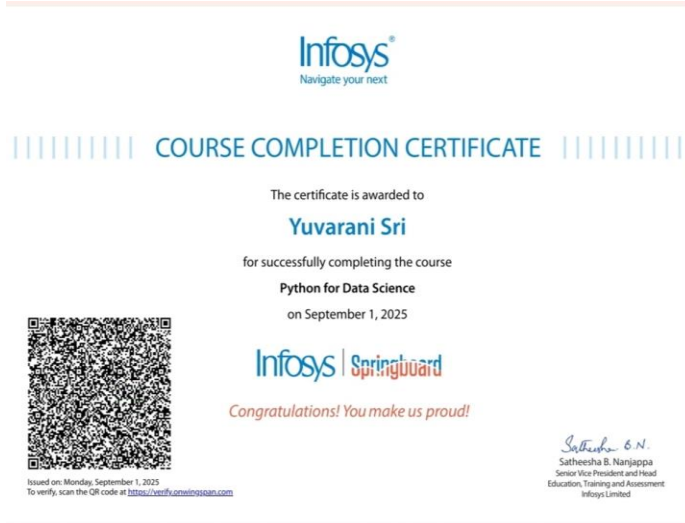 Infosys®
Navigate your next
COURSE COMPLETION CERTIFICATE
The certificate is awarded to
Yuvarani Sri
for successfully completing the course
Python for Data Science
on September 1, 2025
Infosys | Springboard
Congratulations! You make us proud!
Satheesha B.N.
Satheesha B. Nanjappa
Senior Vice President and Head
Education, Training and Assessment
Infosys Limited
Issued on: Monday, September 1, 2025
To verify, scan the QR code at https://verify.onwingspan.com